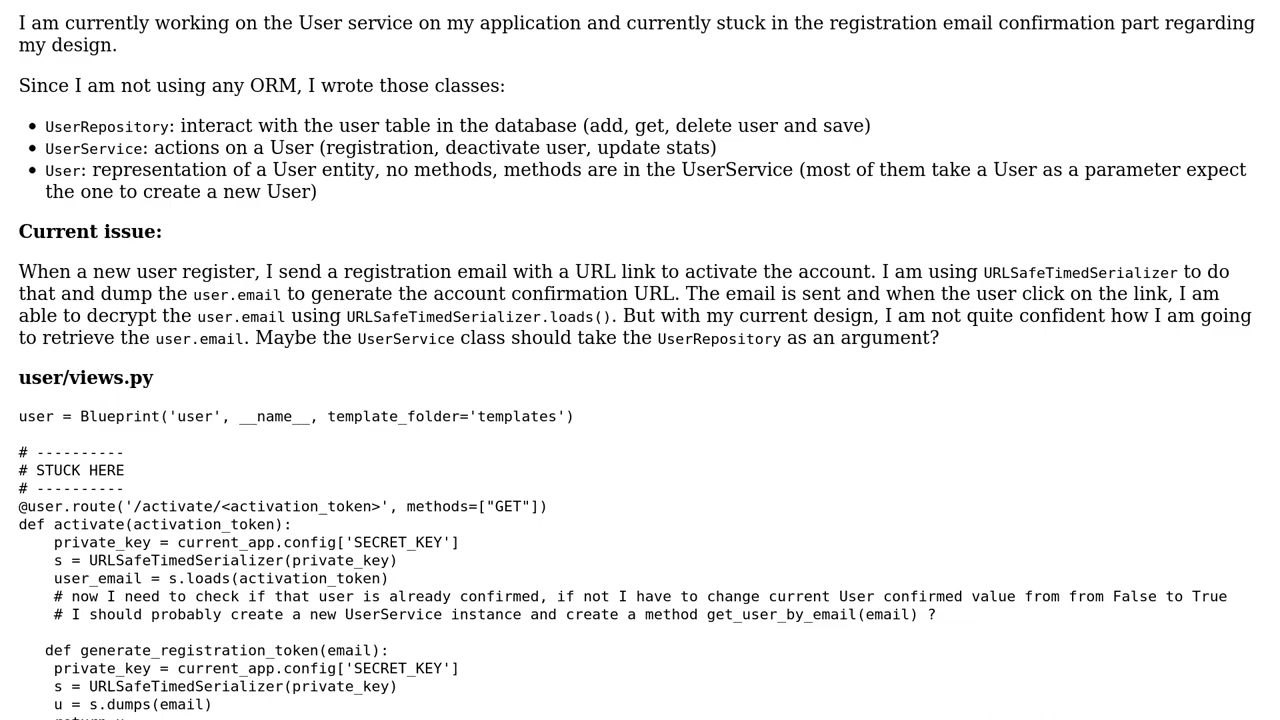 I am currently working on the User service on my application and currently stuck in the registration email confirmation part regarding
my design.
Since I am not using any ORM, I wrote those classes:
• UserRepository: interact with the user table in the database (add, get, delete user and save)
• UserService: actions on a User (registration, deactivate user, update stats)
• User: representation of a User entity, no methods, methods are in the UserService (most of them take a User as a parameter expect
the one to create a new User)
Current issue:
When a new user register, I send a registration email with a URL link to activate the account. I am using URLSafeTimedSerializer to do
that and dump the user.email to generate the account confirmation URL. The email is sent and when the user click on the link, I am
able to decrypt the user.email using URLSafeTimedSerializer.loads(). But with my current design, I am not quite confident how I am going
to retrieve the user.email. Maybe the UserService class should take the UserRepository as an argument?
user/views.py
user = Blueprint('user', __name__, template_folder='templates')
# ----------
# STUCK HERE
# ----------
@user.route('/activate/<activation_token>', methods=["GET"])
def activate(activation_token):
    private_key = current_app.config['SECRET_KEY']
    s = URLSafeTimedSerializer(private_key)
    user_email = s.loads(activation_token)
    # now I need to check if that user is already confirmed, if not I have to change current User confirmed value from from False to True
    # I should probably create a new UserService instance and create a method get_user_by_email(email) ?
   def generate_registration_token(email):
    private_key = current_app.config['SECRET_KEY']
    s = URLSafeTimedSerializer(private_key)
    u = s.dumps(email)